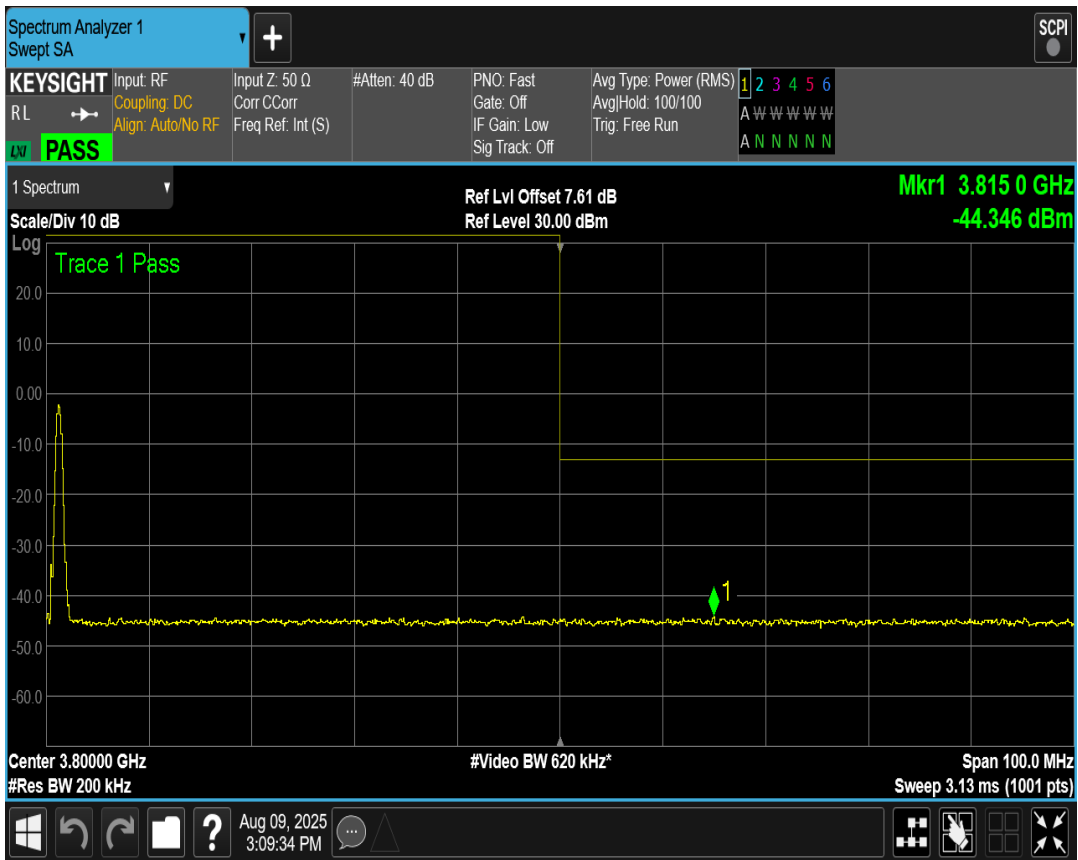 Spectrum Analyzer 1
Swept SA
SCPI
KEYSIGHT
RL
LXI PASS
Input: RF
Coupling: DC
Align: Auto/No RF
Input Z: 50 Ω
Corr CCorr
Freq Ref: Int (S)
#Atten: 40 dB
PNO: Fast
Gate: Off
IF Gain: Low
Sig Track: Off
Avg Type: Power (RMS)
Avg|Hold: 100/100
Trig: Free Run
1 2 3 4 5 6
A W W W W W
A N N N N N
1 Spectrum
Scale/Div 10 dB
Ref Lvl Offset 7.61 dB
Ref Level 30.00 dBm
Mkr1 3.815 0 GHz
-44.346 dBm
Log
Trace 1 Pass
20.0
10.0
0.00
-10.0
-20.0
-30.0
-40.0
-50.0
-60.0
1
Center 3.80000 GHz
#Res BW 200 kHz
#Video BW 620 kHz*
Span 100.0 MHz
Sweep 3.13 ms (1001 pts)
?
Aug 09, 2025
3:09:34 PM